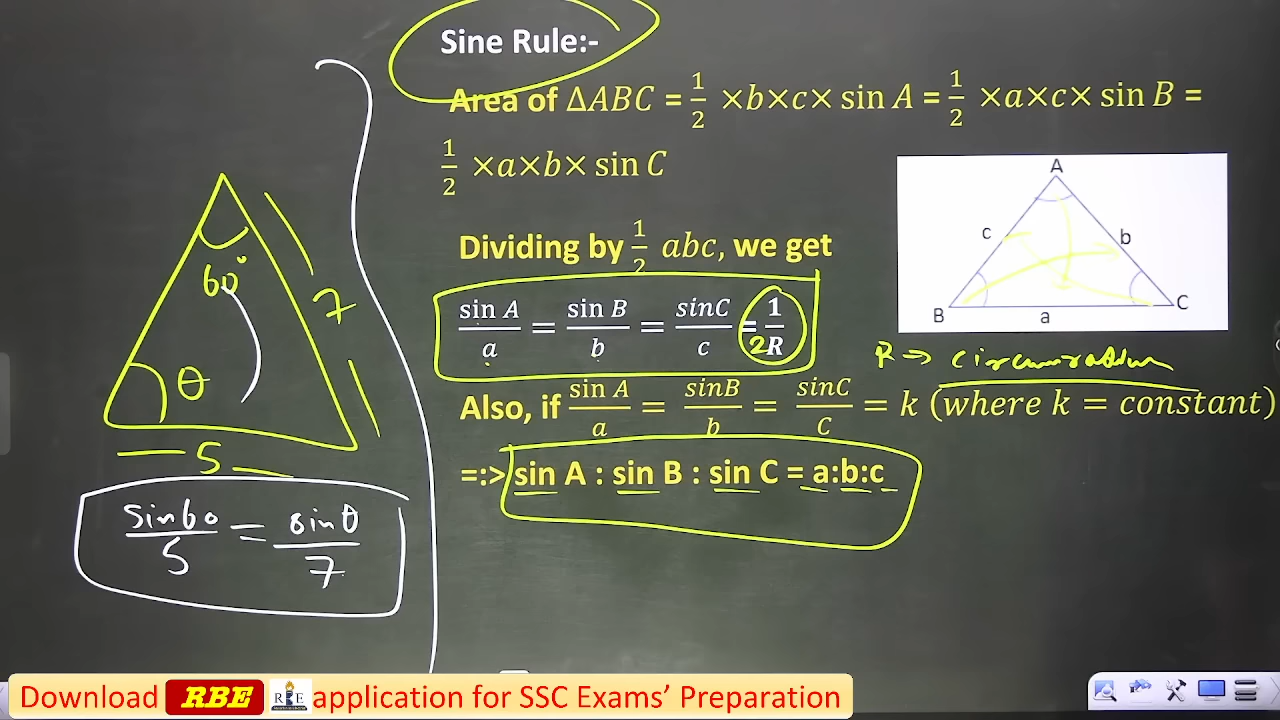 Sine Rule:-
Area of ΔABC = 1/2 ×b×c× sin A = 1/2 ×a×c× sin B =
1/2 ×a×b× sin C
Dividing by 1/2 abc, we get
sin A/a = sin B/b = sinC/c = 1/2R
R → circumradius
Also, if sin A/a = sinB/b = sinC/C = k (where k = constant)
=:> sin A : sin B : sin C = a:b:c
A
c
b
B
a
C
60°
7
θ
5
sin60/5 = sinθ/7
Download RBE RBE application for SSC Exams' Preparation